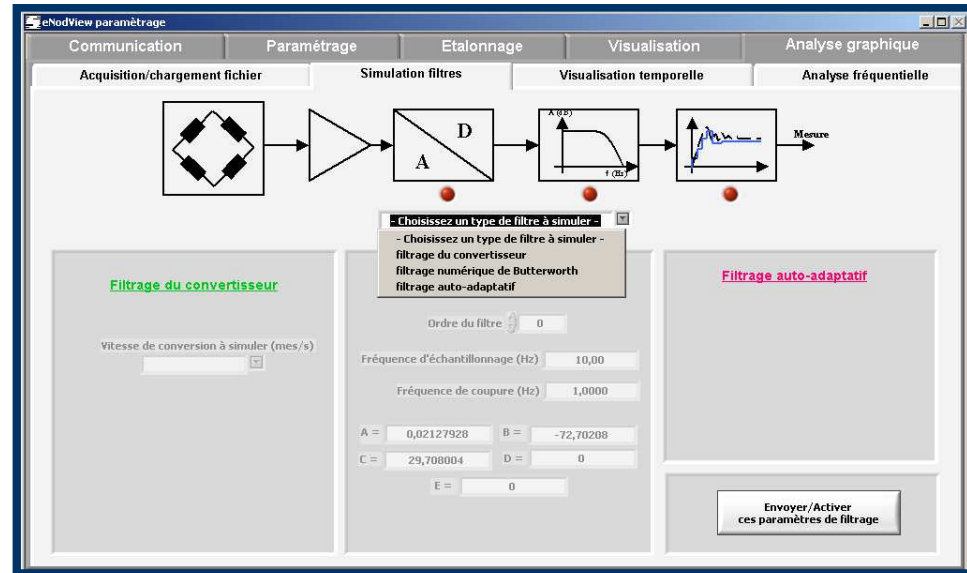 eNodView paramètrage
Communication
Paramétrage
Etalonnage
Visualisation
Analyse graphique
Acquisition/chargement fichier
Simulation filtres
Visualisation temporelle
Analyse fréquentielle
D
A
A (dB)
f (Hz)
Mesure
- Choisissez un type de filtre à simuler -
- Choisissez un type de filtre à simuler -
filtrage du convertisseur
filtrage numérique de Butterworth
filtrage auto-adaptatif
Filtrage du convertisseur
Vitesse de conversion à simuler (mes/s)
Ordre du filtre 0
Fréquence d'échantillonnage (Hz) 10,00
Fréquence de coupure (Hz) 1,0000
A = 0,02127928 B = -72,70208
C = 29,708004 D = 0
E = 0
Filtrage auto-adaptatif
Envoyer/Activer
ces paramètres de filtrage